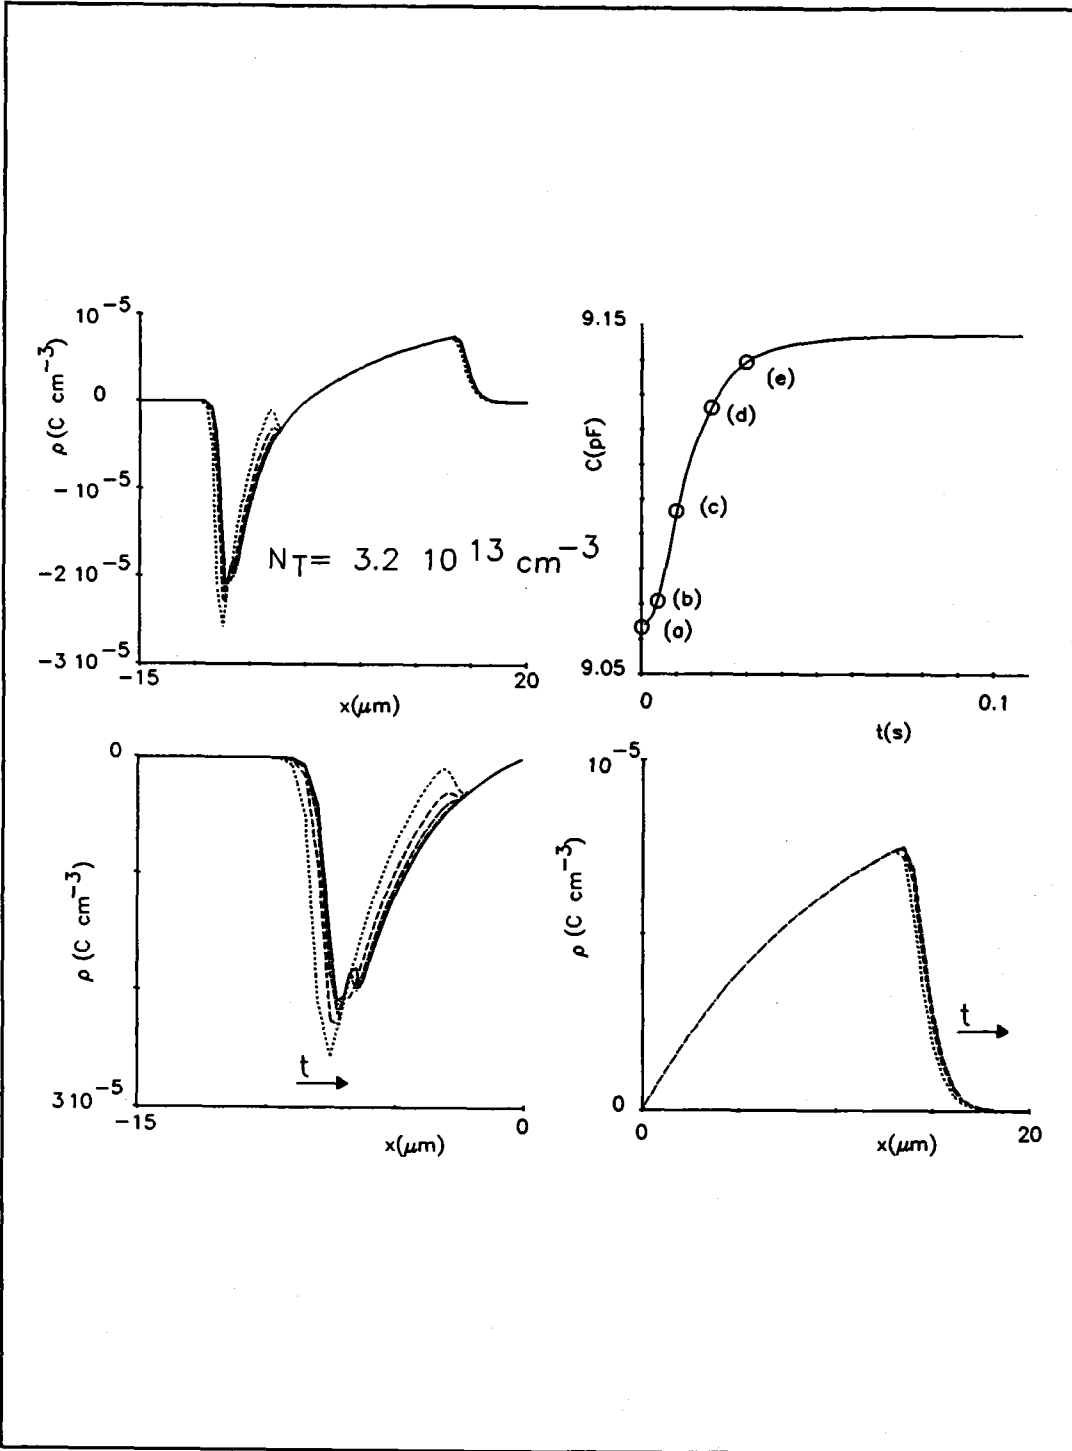 10⁻⁵
0
- 10⁻⁵
-2 10⁻⁵
-3 10⁻⁵
ρ (C cm⁻³)
-15
20
x(μm)
N_T= 3.2 10¹³ cm⁻³
9.15
C(pF)
9.05
(a)
(b)
(c)
(d)
(e)
0
0.1
t(s)
0
ρ (C cm⁻³)
3 10⁻⁵
t
-15
0
x(μm)
10⁻⁵
ρ (C cm⁻³)
0
t
0
20
x(μm)